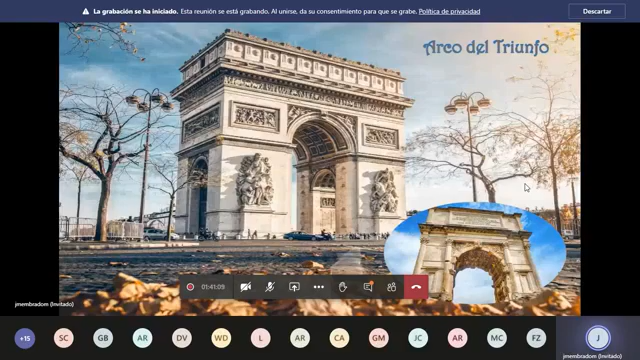 La grabación se ha iniciado. Esta reunión se está grabando. Al unirse, da su consentimiento para que se grabe. Política de privacidad
Descartar
Arco del Triunfo
01:41:09
jmembradom (Invitado)
+15
SC
GB
AR
DV
WD
L
AR
CA
GM
JC
AR
MC
FZ
J
jmembradom (Invitado)